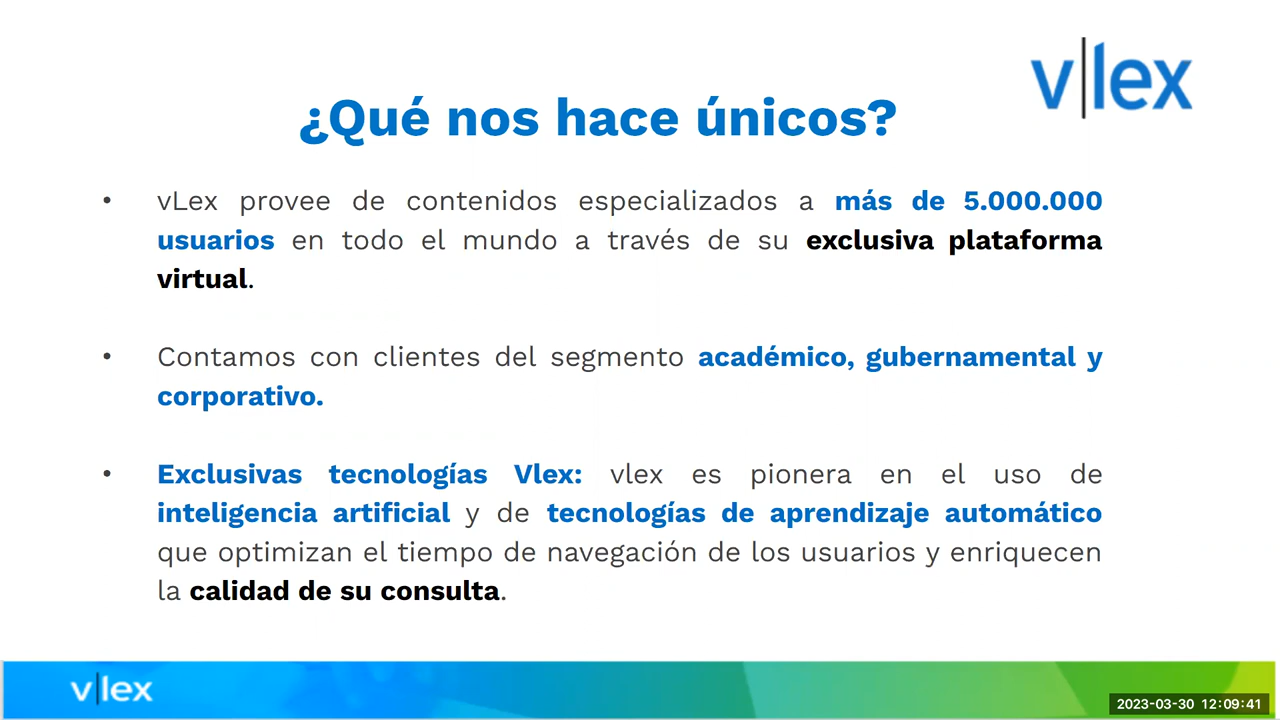 v|lex
¿Qué nos hace únicos?
• vLex provee de contenidos especializados a más de 5.000.000
usuarios en todo el mundo a través de su exclusiva plataforma
virtual.
• Contamos con clientes del segmento académico, gubernamental y
corporativo.
• Exclusivas tecnologías Vlex: vlex es pionera en el uso de
inteligencia artificial y de tecnologías de aprendizaje automático
que optimizan el tiempo de navegación de los usuarios y enriquecen
la calidad de su consulta.
v|lex
2023-03-30 12:09:41